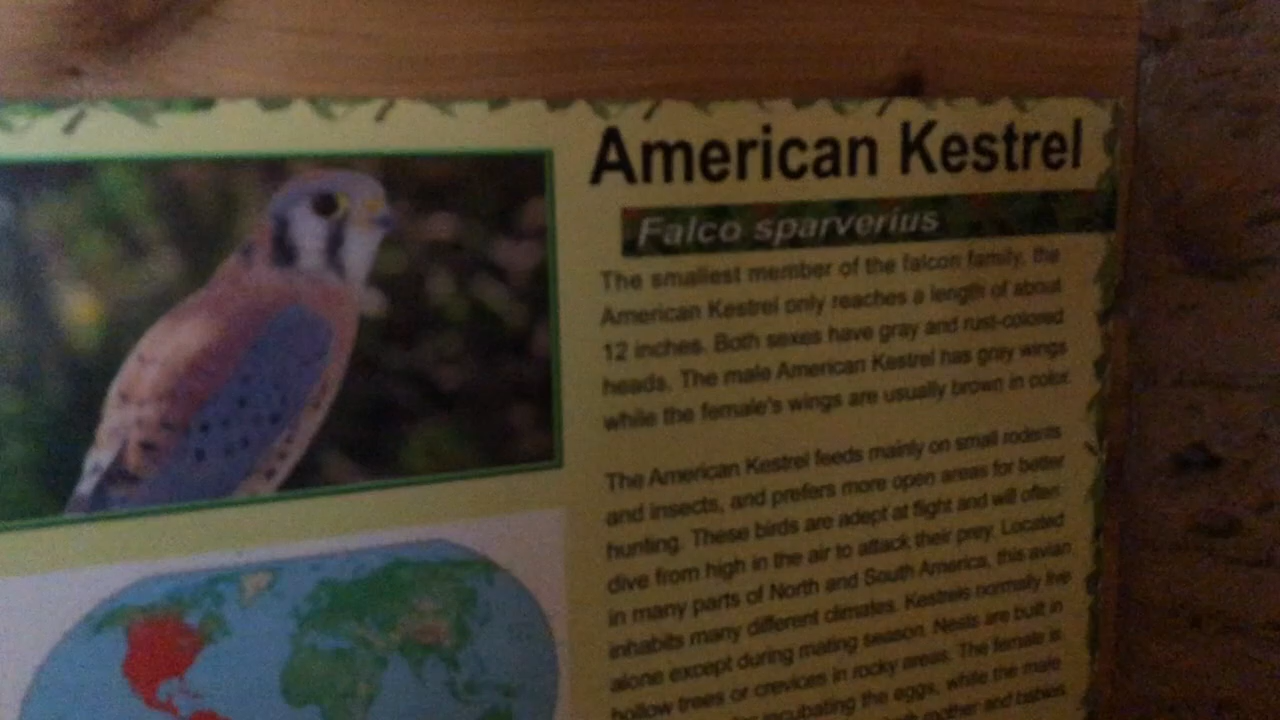 American Kestrel
Falco sparverius
The smallest member of the falcon family, the
American Kestrel only reaches a length of about
12 inches. Both sexes have gray and rust-colored
heads. The male American Kestrel has gray wings
while the female's wings are usually brown in color.
The American Kestrel feeds mainly on small rodents
and insects, and prefers more open areas for better
hunting. These birds are adept at flight and will often
dive from high in the air to attack their prey. Located
in many parts of North and South America, this avian
inhabits many different climates. Kestrels normally live
alone except during mating season. Nests are built in
hollow trees or crevices in rocky areas. The female is
incubating the eggs, while the male
mother and babies